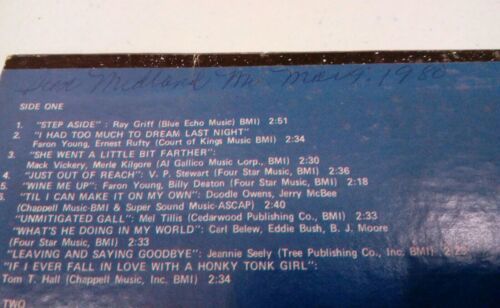 Midland Mar. 9. 1980
SIDE ONE
1. "STEP ASIDE" : Ray Griff (Blue Echo Music) BMI) 2:51
2. "I HAD TOO MUCH TO DREAM LAST NIGHT"
Faron Young, Ernest Rufty (Court of Kings Music BMI) 2:34
3. "SHE WENT A LITTLE BIT FARTHER":
Mack Vickery, Merle Kilgore (Al Gallico Music Corp., BMI) 2:30
4. "JUST OUT OF REACH": V. P. Stewart (Four Star Music, BMI) 2:36
5. "WINE ME UP": Faron Young, Billy Deaton (Four Star Music, BMI) 2:18
6. "TIL I CAN MAKE IT ON MY OWN": Doodle Owens, Jerry McBee
(Chappell Music-BMI & Super Sound Music-ASCAP) 2:40
"UNMITIGATED GALL": Mel Tillis (Cedarwood Publishing Co., BMI) 2:33
"WHAT'S HE DOING IN MY WORLD": Carl Belew, Eddie Bush, B. J. Moore
(Four Star Music, BMI) 2:33
"LEAVING AND SAYING GOODBYE": Jeannie Seely (Tree Publishing Co., Inc. BMI)
"IF I EVER FALL IN LOVE WITH A HONKY TONK GIRL":
Tom T. Hall (Chappell Music, Inc. BMI) 2:34
TWO